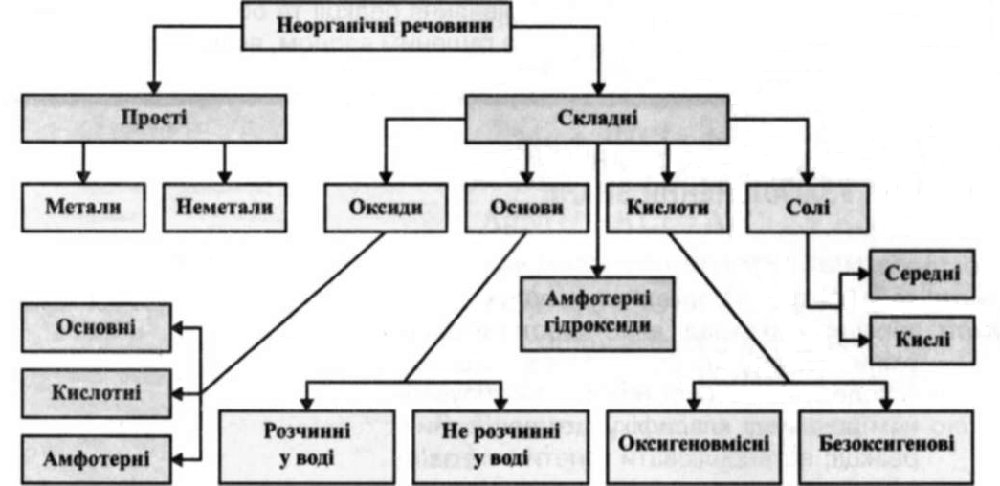 Неорганічні речовини
Прості
Складні
Метали
Неметали
Оксиди
Основи
Кислоти
Солі
Середні
Амфотерні
гідроксиди
Основні
Кислі
Кислотні
Розчинні
у воді
Не розчинні
у воді
Оксигеновмісні
Безоксигенові
Амфотерні